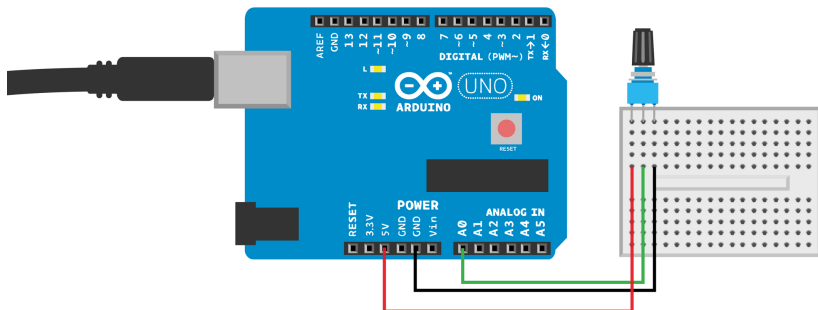 AREF
GND
13
12
~11
~10
~9
8
7
~6
~5
4
~3
2
TX→1
RX←0
DIGITAL (PWM~)
L
TX
RX
ARDUINO
UNO
ON
RESET
POWER
ANALOG IN
RESET
3.3V
5V
GND
GND
Vin
A0
A1
A2
A3
A4
A5